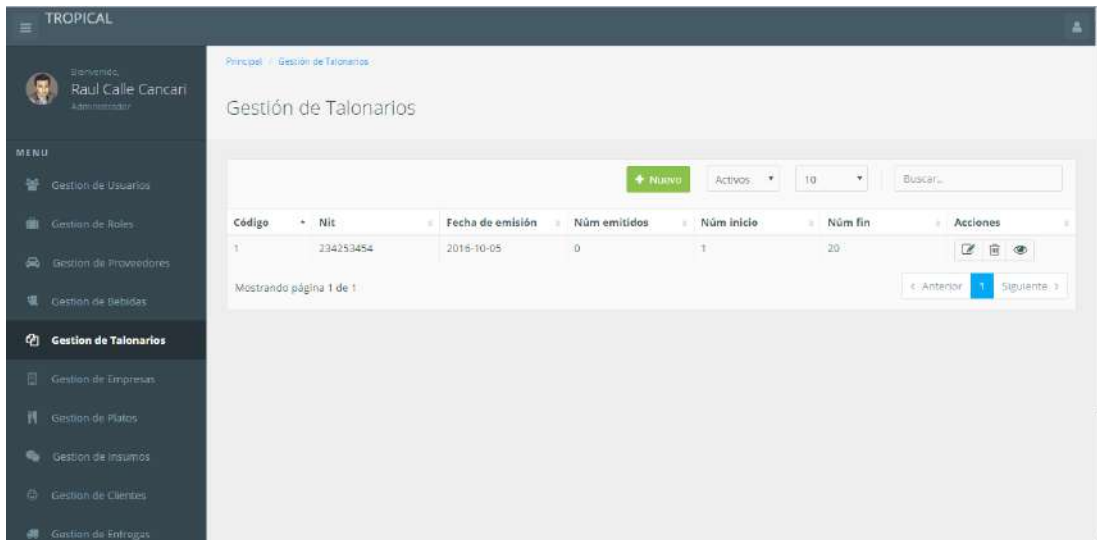 TROPICAL
Bienvenido,
Raul Calle Cancari
Administrador
MENU
Gestion de Usuarios
Gestion de Roles
Gestion de Proveedores
Gestion de Bebidas
Gestion de Talonarios
Gestion de Empresas
Gestion de Platos
Gestion de Insumos
Gestion de Clientes
Gestion de Entregas
Principal / Gestión de Talonarios
Gestión de Talonarios
Nuevo Activos 10 Buscar...
Código Nit Fecha de emisión Núm emitidos Núm inicio Núm fin Acciones
1 234253454 2016-10-05 0 1 20
Mostrando página 1 de 1
< Anterior 1 Siguiente >